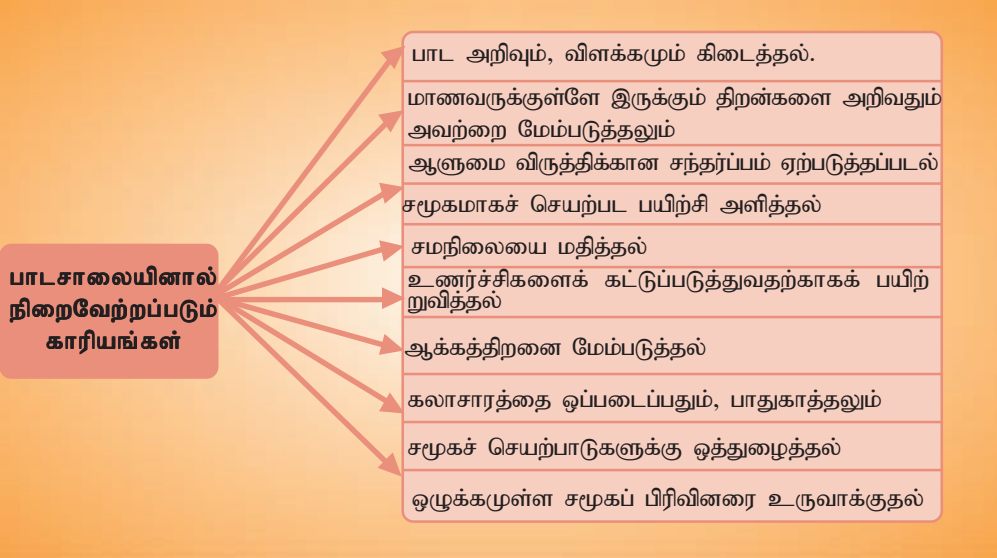 பாடசாலையினால்
நிறைவேற்றப்படும்
காரியங்கள்
பாட அறிவும், விளக்கமும் கிடைத்தல்.
மாணவருக்குள்ளே இருக்கும் திறன்களை அறிவதும்
அவற்றை மேம்படுத்தலும்
ஆளுமை விருத்திக்கான சந்தர்ப்பம் ஏற்படுத்தப்படல்
சமூகமாகச் செயற்பட பயிற்சி அளித்தல்
சமநிலையை மதித்தல்
உணர்ச்சிகளைக் கட்டுப்படுத்துவதற்காகக் பயிற்
றுவித்தல்
ஆக்கத்திறனை மேம்படுத்தல்
கலாசாரத்தை ஒப்படைப்பதும், பாதுகாத்தலும்
சமூகச் செயற்பாடுகளுக்கு ஒத்துழைத்தல்
ஒழுக்கமுள்ள சமூகப் பிரிவினரை உருவாக்குதல்